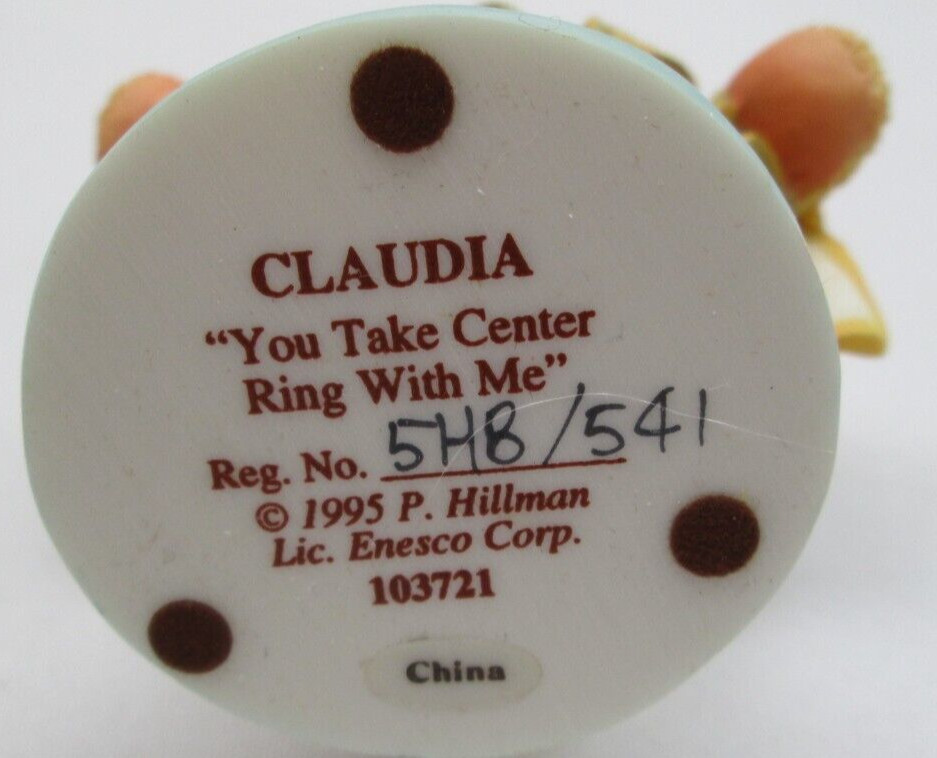 CLAUDIA
“You Take Center
Ring With Me”
Reg. No. 5H8/541
© 1995 P. Hillman
Lic. Enesco Corp.
103721
China